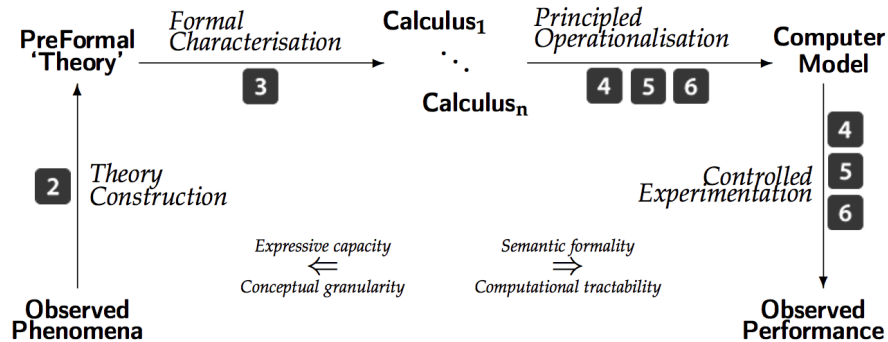 PreFormal
'Theory'
Formal
Characterisation
3
Calculus1
Calculusn
Principled
Operationalisation
4 5 6
Computer
Model
2
Theory
Construction
Controlled
Experimentation
4
5
6
Expressive capacity
⇐
Conceptual granularity
Semantic formality
⇒
Computational tractability
Observed
Phenomena
Observed
Performance